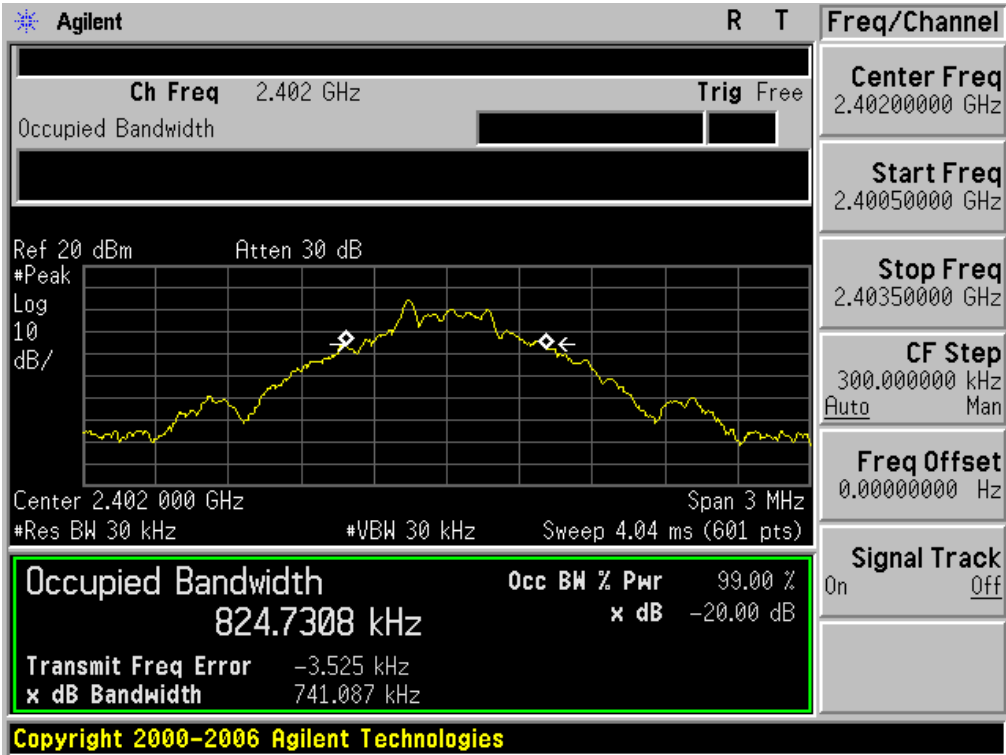 Agilent R T Freq/Channel
Ch Freq 2.402 GHz Trig Free
Occupied Bandwidth
Center Freq
2.40200000 GHz
Start Freq
2.40050000 GHz
Stop Freq
2.40350000 GHz
CF Step
300.000000 kHz
Auto Man
Freq Offset
0.00000000 Hz
Signal Track
On Off
Ref 20 dBm Atten 30 dB
#Peak
Log
10
dB/
Center 2.402 000 GHz Span 3 MHz
#Res BW 30 kHz #VBW 30 kHz Sweep 4.04 ms (601 pts)
Occupied Bandwidth Occ BW % Pwr 99.00 %
824.7308 kHz x dB -20.00 dB
Transmit Freq Error -3.525 kHz
x dB Bandwidth 741.087 kHz
Copyright 2000-2006 Agilent Technologies